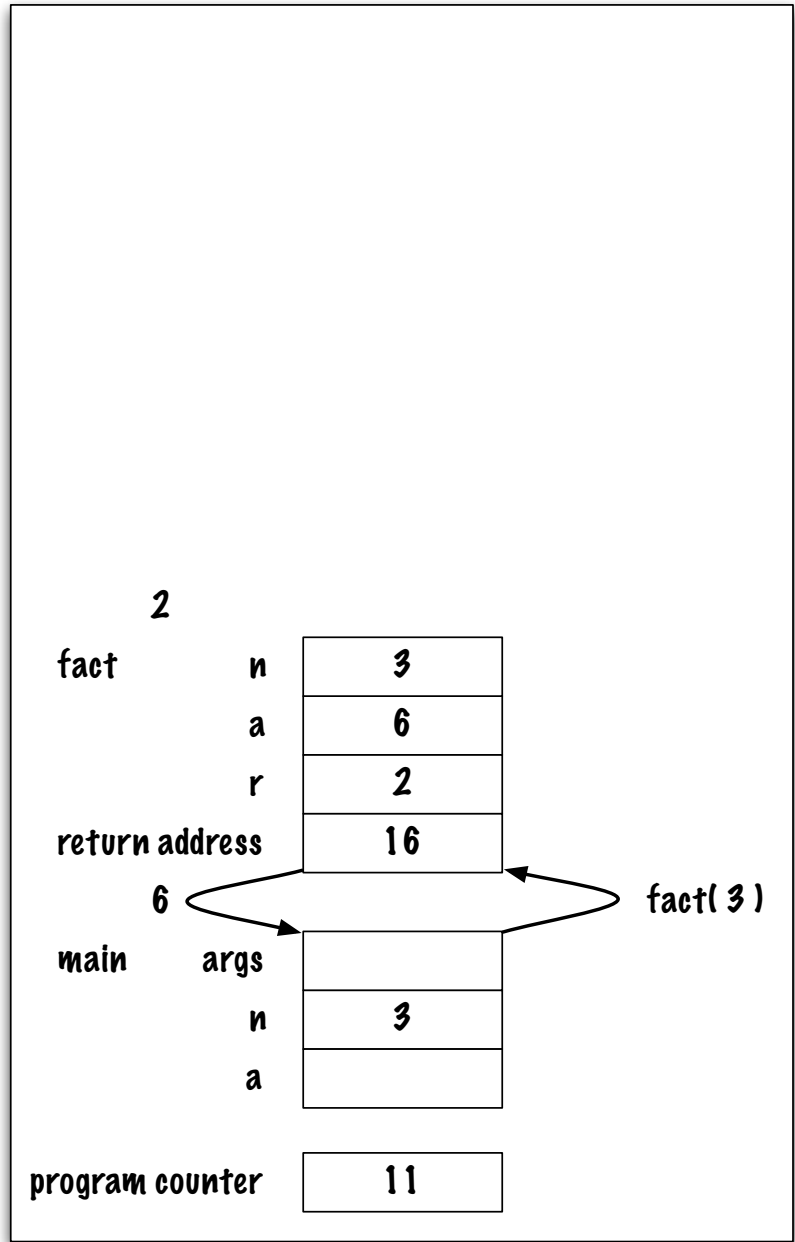 2
fact n 3
a 6
r 2
return address 16
6 fact( 3 )
main args
n 3
a
program counter 11